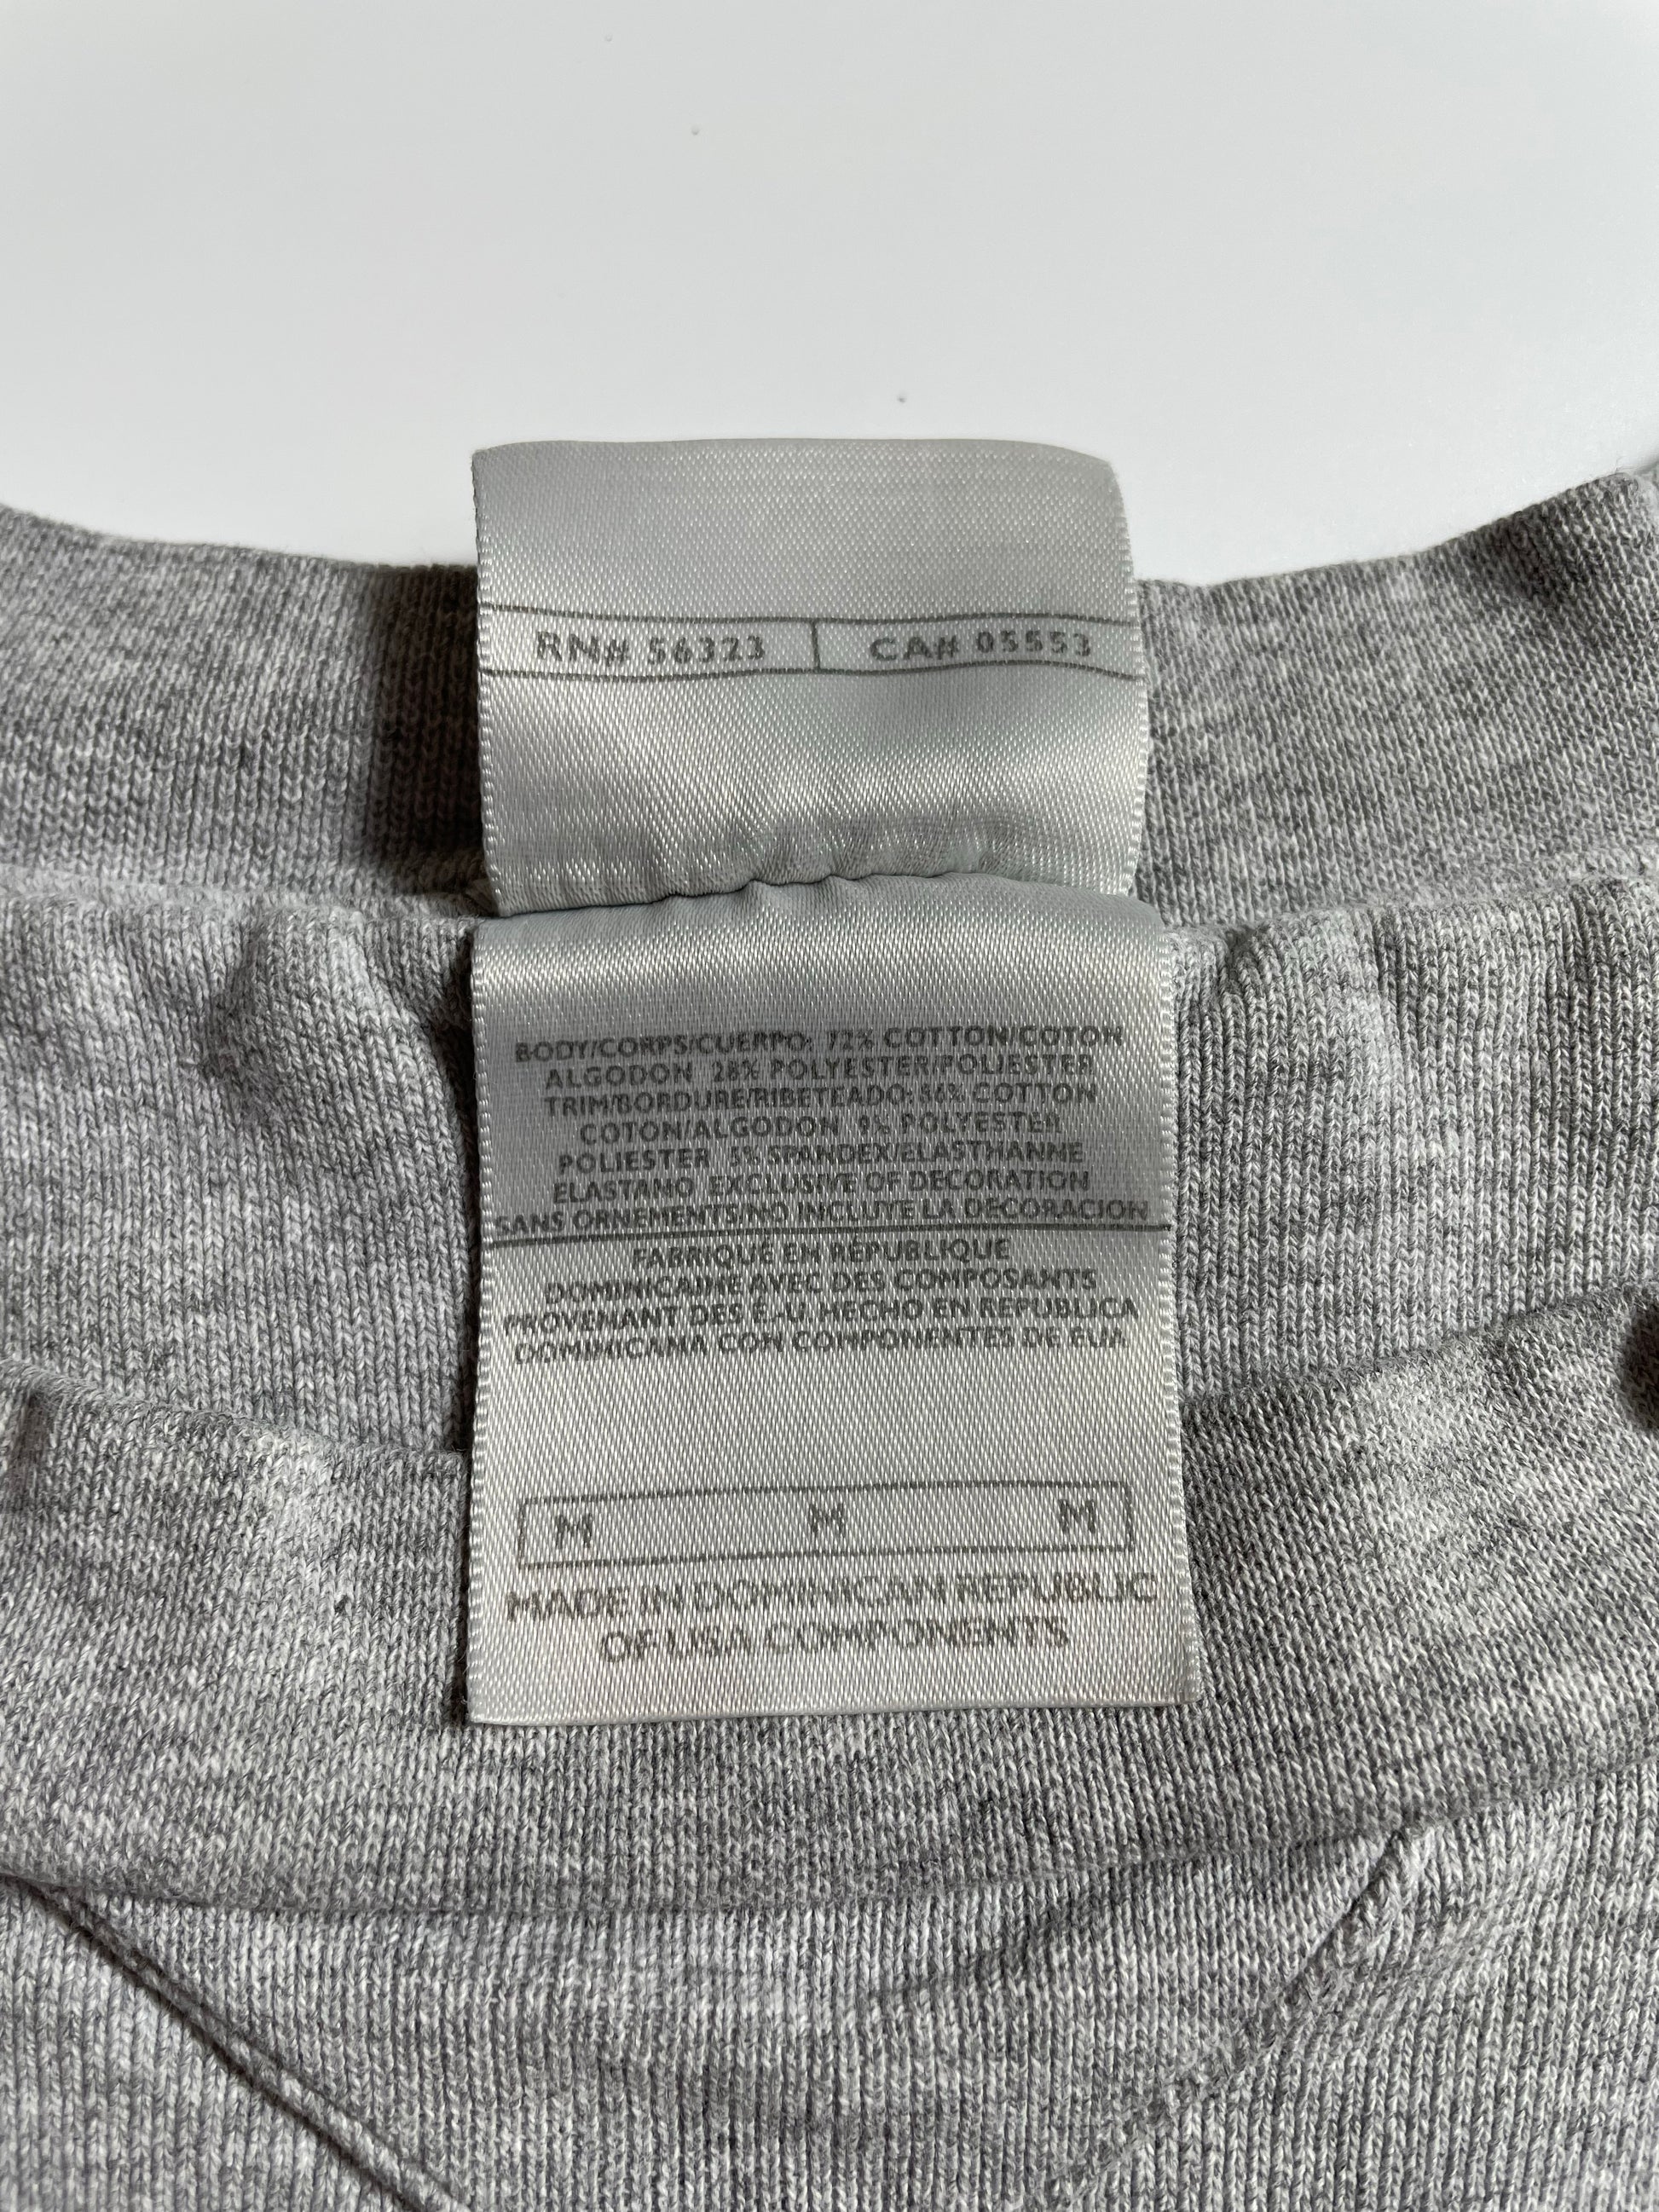 RN# 56323 CA# 05553
BODY/CORPS/CUERPO: 72% COTTON/COTON
ALGODON 28% POLYESTER/POLIESTER
TRIM/BORDURE/RIBETEADO: 86% COTTON
COTON/ALGODON 9% POLYESTER
POLIESTER 5% SPANDEX/ELASTHANNE
ELASTANO EXCLUSIVE OF DECORATION
SANS ORNEMENTS/NO INCLUYE LA DECORACION
FABRIQUÉ EN RÉPUBLIQUE
DOMINICAINE AVEC DES COMPOSANTS
PROVENANT DES É.-U. HECHO EN REPUBLICA
DOMINICANA CON COMPONENTES DE EUA
M M M
MADE IN DOMINICAN REPUBLIC
OF USA COMPONENTS